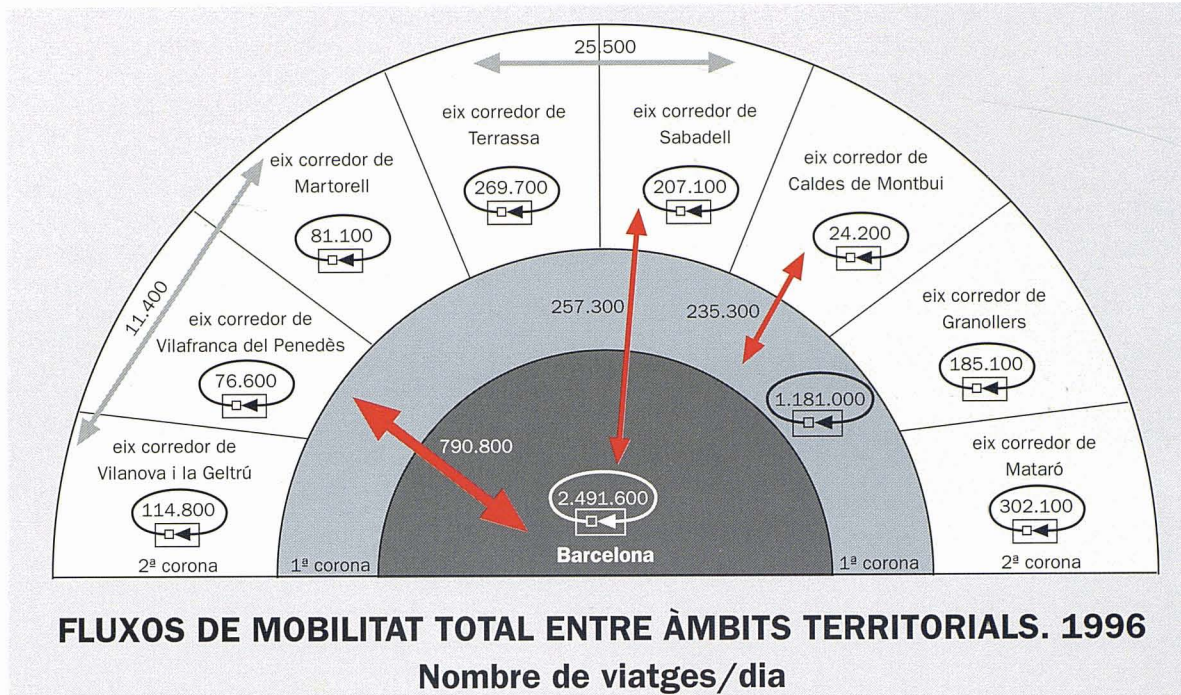 25.500
eix corredor de
Terrassa
269.700
eix corredor de
Sabadell
207.100
eix corredor de
Martorell
81.100
eix corredor de
Caldes de Montbui
24.200
11.400
257.300
235.300
eix corredor de
Vilafranca del Penedès
76.600
eix corredor de
Granollers
185.100
1.181.000
790.800
eix corredor de
Vilanova i la Geltrú
114.800
2ª corona
1ª corona
2.491.600
Barcelona
1ª corona
eix corredor de
Mataró
302.100
2ª corona
FLUXOS DE MOBILITAT TOTAL ENTRE ÀMBITS TERRITORIALS. 1996
Nombre de viatges/dia